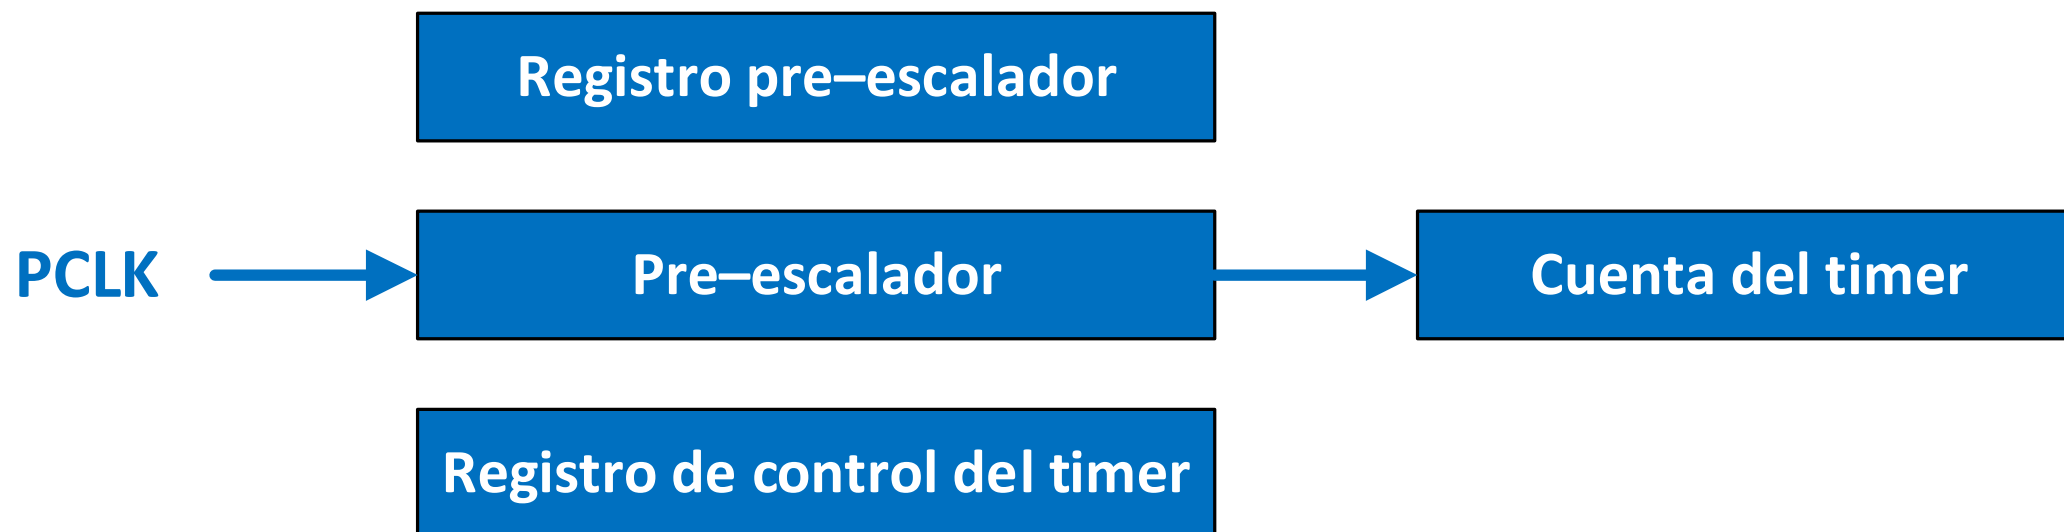 Registro pre–escalador
PCLK
Pre–escalador
Cuenta del timer
Registro de control del timer